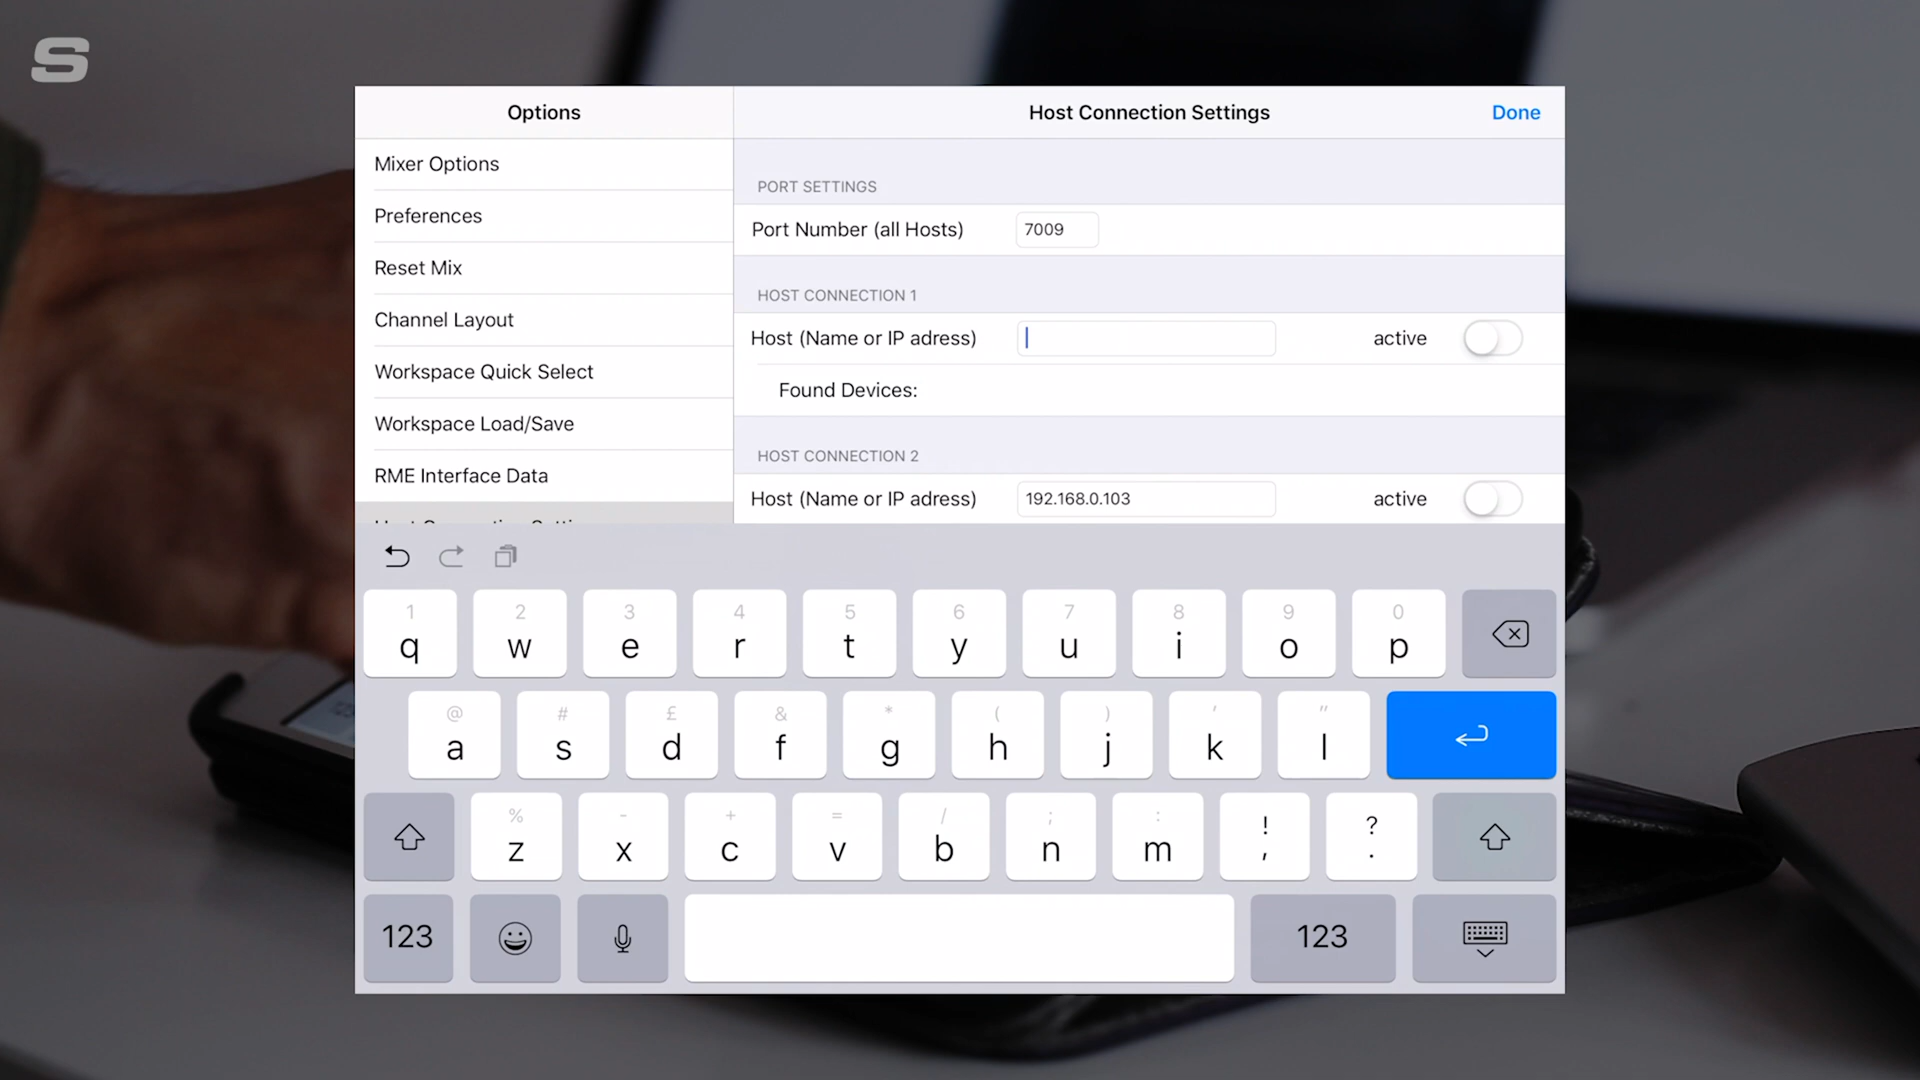 S
Options
Host Connection Settings
Done
Mixer Options
Preferences
Reset Mix
Channel Layout
Workspace Quick Select
Workspace Load/Save
RME Interface Data
PORT SETTINGS
Port Number (all Hosts) 7009
HOST CONNECTION 1
Host (Name or IP adress) active
Found Devices:
HOST CONNECTION 2
Host (Name or IP adress) 192.168.0.103 active
1 2 3 4 5 6 7 8 9 0
q w e r t y u i o p
@ # £ & * ( ) ' "
a s d f g h j k l
% - + = / ; : ! ?
z x c v b n m , .
123 123